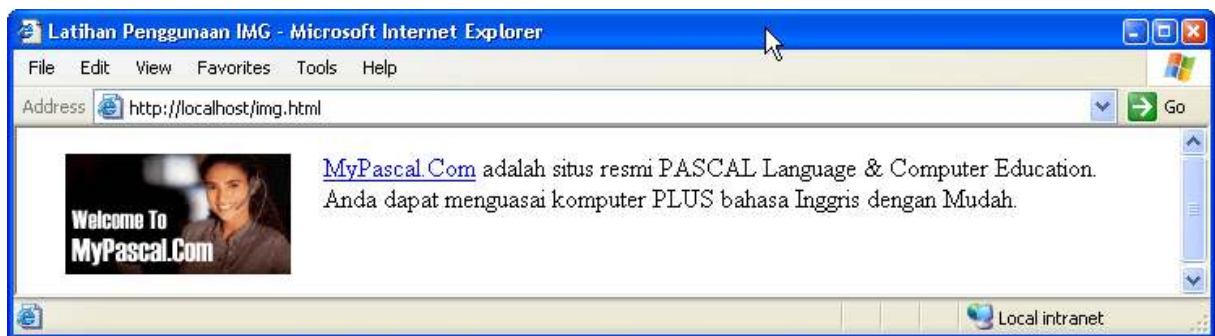 Latihan Penggunaan IMG - Microsoft Internet Explorer
File Edit View Favorites Tools Help
Address http://localhost/img.html Go
Welcome To
MyPascal.Com
MyPascal.Com adalah situs resmi PASCAL Language & Computer Education.
Anda dapat menguasai komputer PLUS bahasa Inggris dengan Mudah.
Local intranet